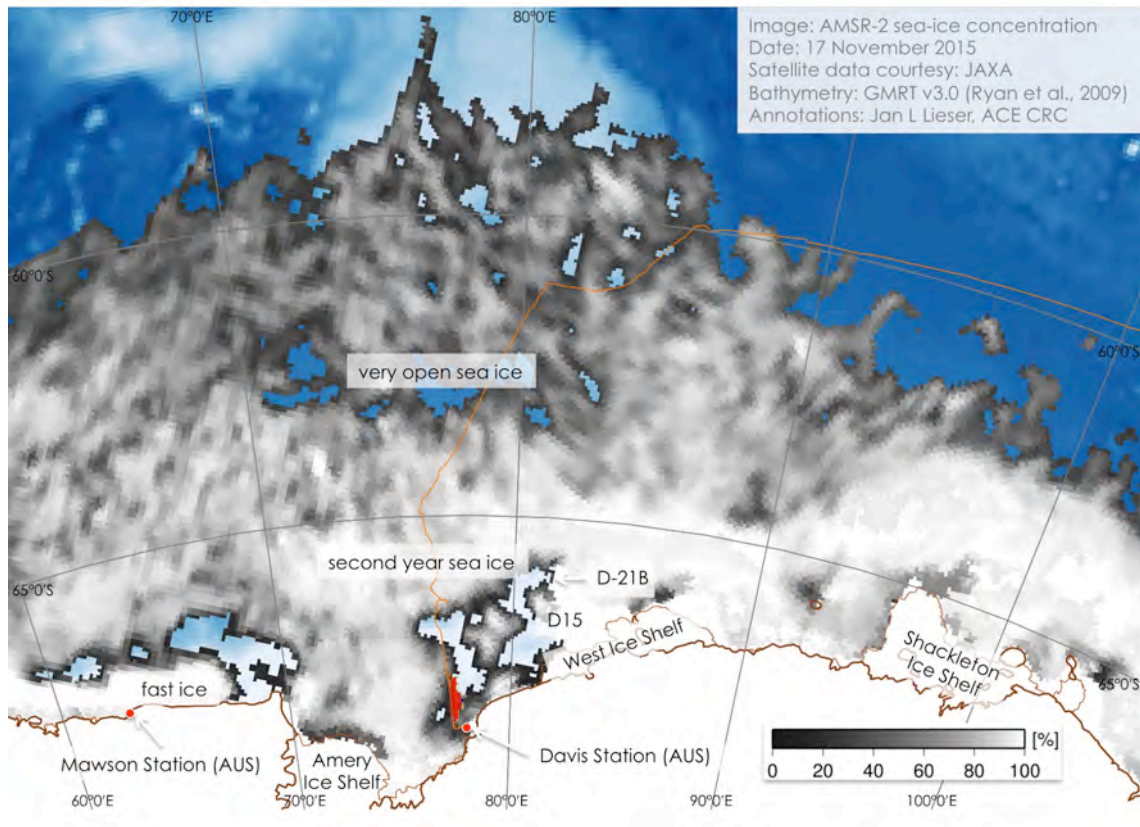 70°0'E
80°0'E
Image: AMSR-2 sea-ice concentration
Date: 17 November 2015
Satellite data courtesy: JAXA
Bathymetry: GMRT v3.0 (Ryan et al., 2009)
Annotations: Jan L Lieser, ACE CRC
60°0'S
60°0'S
very open sea ice
second year sea ice
D-21B
65°0'S
D15
West Ice Shelf
Shackleton
Ice Shelf
65°0'S
fast ice
Mawson Station (AUS)
Amery
Ice Shelf
Davis Station (AUS)
[%]
0 20 40 60 80 100
60°0'E
70°0'E
80°0'E
90°0'E
100°0'E